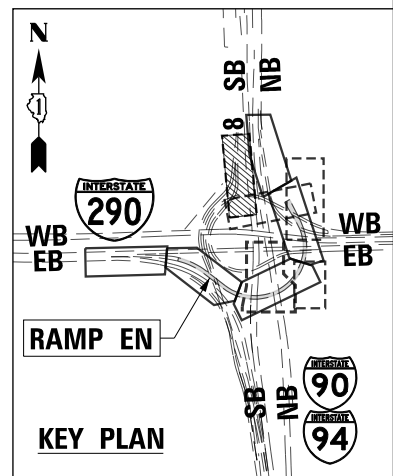 N
1
SB
NB
8
INTERSTATE
290
WB
EB
WB
EB
RAMP EN
INTERSTATE
90
INTERSTATE
94
SB
NB
KEY PLAN